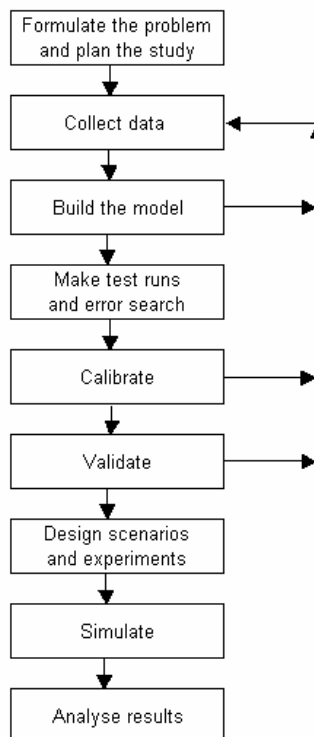 Formulate the problem
and plan the study
Collect data
Build the model
Make test runs
and error search
Calibrate
Validate
Design scenarios
and experiments
Simulate
Analyse results